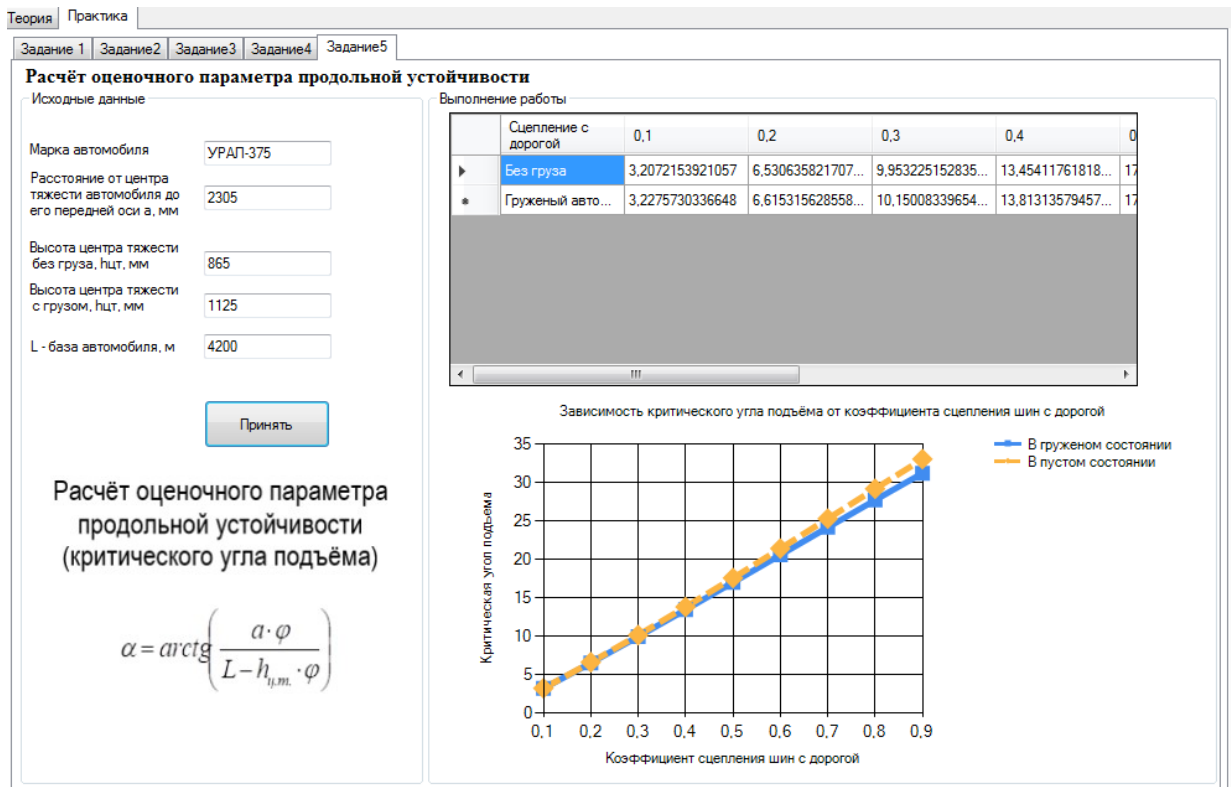 Теория Практика
Задание 1 Задание2 Задание3 Задание4 Задание5
Расчёт оценочного параметра продольной устойчивости
Исходные данные
Марка автомобиля УРАЛ-375
Расстояние от центра
тяжести автомобиля до
его передней оси а, мм
2305
Высота центра тяжести
без груза, hцт, мм
865
Высота центра тяжести
с грузом, hцт, мм
1125
L - база автомобиля, м 4200
Принять
Расчёт оценочного параметра
продольной устойчивости
(критического угла подъёма)
α = arctg( a·φ / L − hц.т. · φ )
Выполнение работы
Сцепление с дорогой 0,1 0,2 0,3 0,4 0
Без груза 3,2072153921057 6,530635821707... 9,953225152835... 13,45411761818... 17
Груженый авто... 3,2275730336648 6,615315628558... 10,15008339654... 13,81313579457... 17
Зависимость критического угла подъёма от коэффициента сцепления шин с дорогой
В груженом состоянии
В пустом состоянии
Критическая угол подъема
35
30
25
20
15
10
5
0
0,1 0,2 0,3 0,4 0,5 0,6 0,7 0,8 0,9
Коэффициент сцепления шин с дорогой